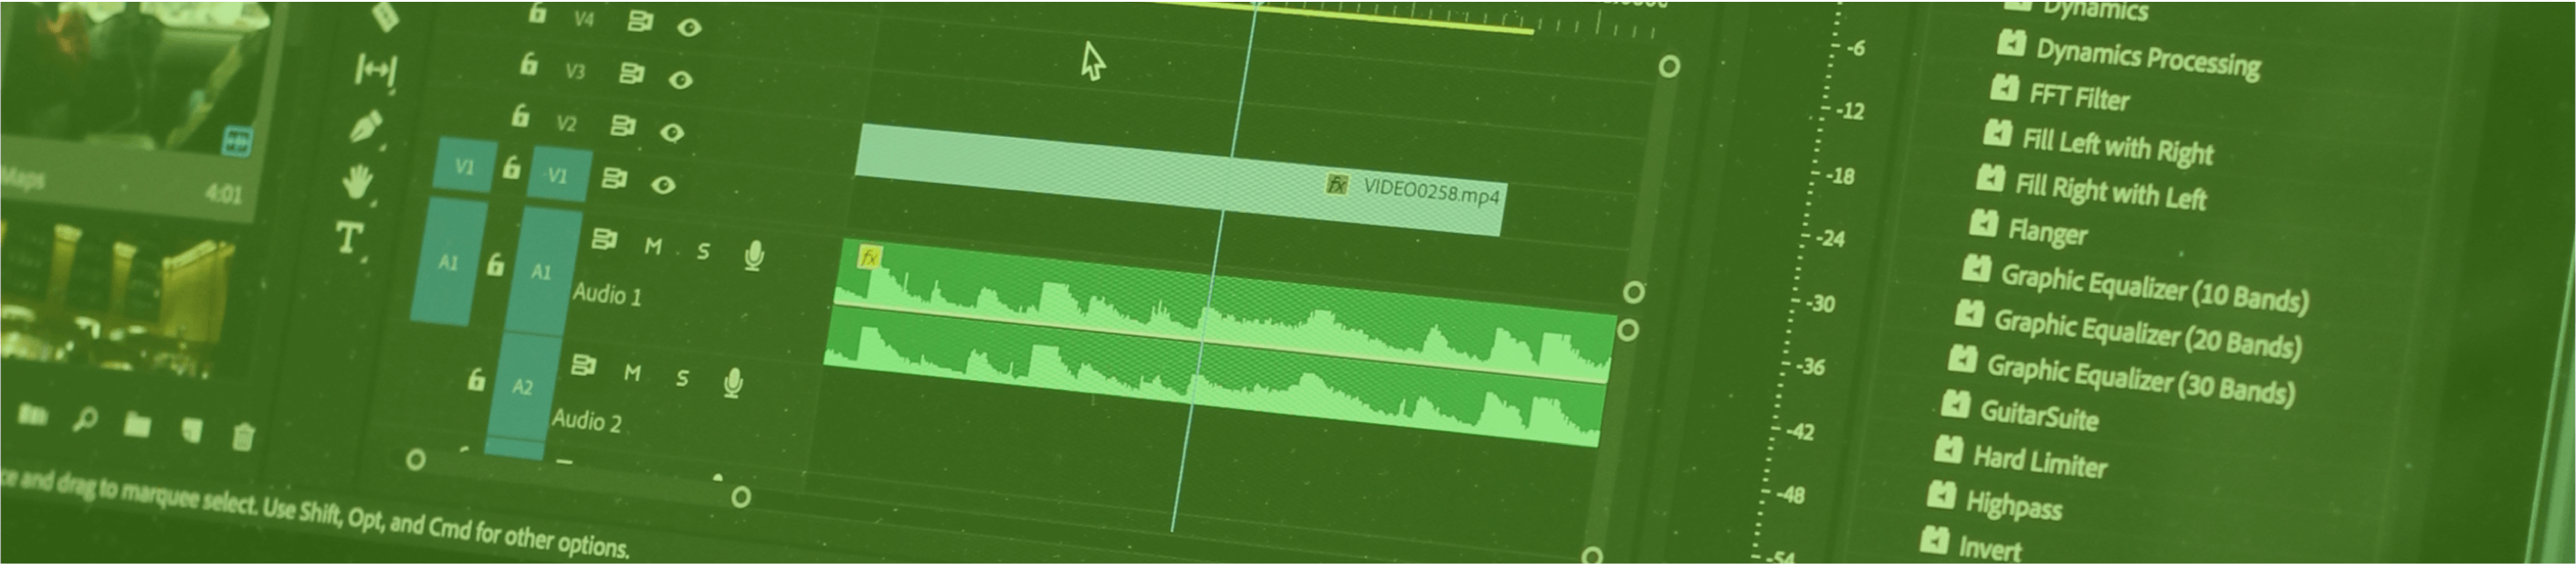 Maps
4:01
T
ce and drag to marquee select. Use Shift, Opt, and Cmd for other options.
V4
V3
V2
V1
V1
A1
A1
M
S
Audio 1
A2
M
S
Audio 2
fx
VIDEO0258.mp4
fx
-6
-12
-18
-24
-30
-36
-42
-48
-54
Dynamics
Dynamics Processing
FFT Filter
Fill Left with Right
Fill Right with Left
Flanger
Graphic Equalizer (10 Bands)
Graphic Equalizer (20 Bands)
Graphic Equalizer (30 Bands)
GuitarSuite
Hard Limiter
Highpass
Invert